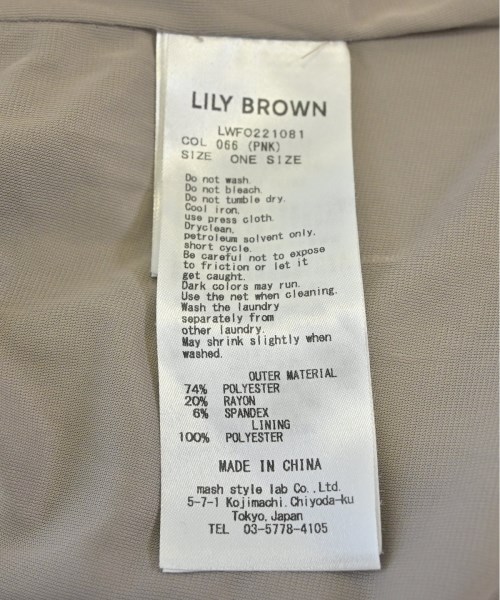 LILY BROWN
LWFO221081
COL 066 (PNK)
SIZE ONE SIZE
Do not wash.
Do not bleach.
Do not tumble dry.
Cool iron.
use press cloth.
Dryclean,
petroleum solvent only.
short cycle.
Be careful not to expose
to friction or let it
get caught.
Dark colors may run.
Use the net when cleaning.
Wash the laundry
separately from
other laundry.
May shrink slightly when
washed.
OUTER MATERIAL
74% POLYESTER
20% RAYON
6% SPANDEX
LINING
100% POLYESTER
MADE IN CHINA
mash style lab Co.,Ltd.
5-7-1 Kojimachi.Chiyoda-ku
Tokyo,Japan
TEL 03-5778-4105